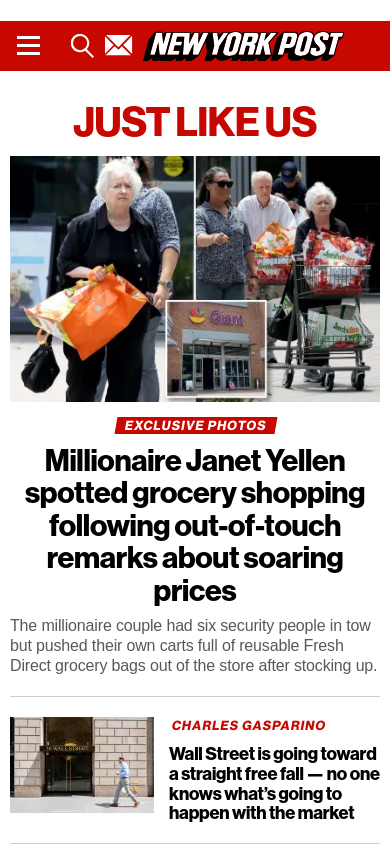 NEW YORK POST
JUST LIKE US
Giant
EXCLUSIVE PHOTOS
Millionaire Janet Yellen
spotted grocery shopping
following out-of-touch
remarks about soaring
prices
The millionaire couple had six security people in tow
but pushed their own carts full of reusable Fresh
Direct grocery bags out of the store after stocking up.
CHARLES GASPARINO
Wall Street is going toward
a straight free fall — no one
knows what’s going to
happen with the market